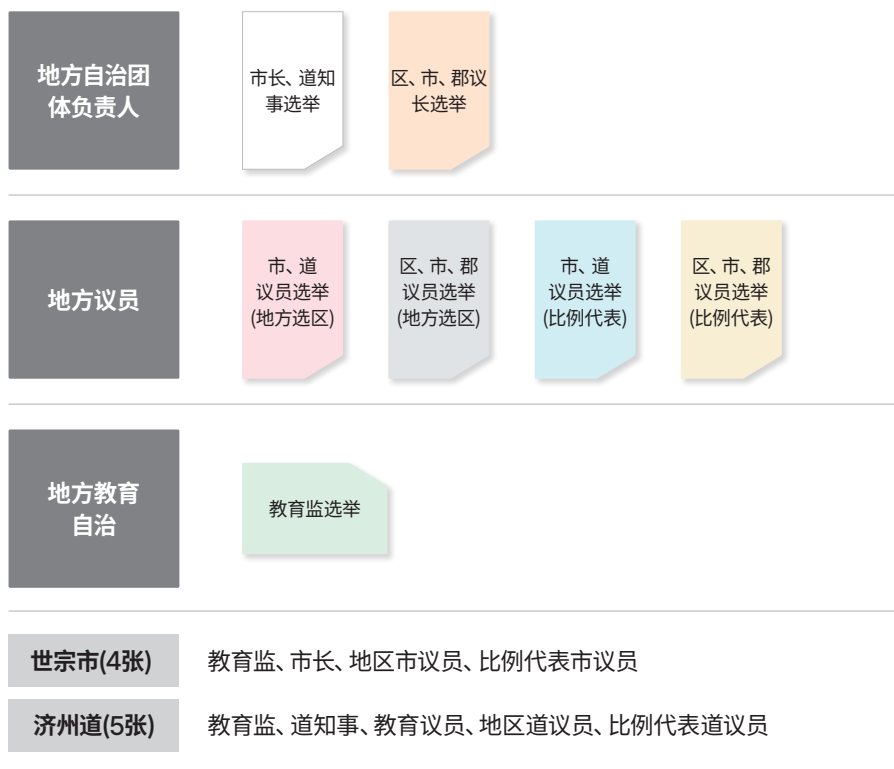 地方自治团
体负责人
市长、道知
事选举
区、市、郡议
长选举
地方议员
市、道
议员选举
(地方选区)
区、市、郡
议员选举
(地方选区)
市、道
议员选举
(比例代表)
区、市、郡
议员选举
(比例代表)
地方教育
自治
教育监选举
世宗市(4张) 教育监、市长、地区市议员、比例代表市议员
济州道(5张) 教育监、道知事、教育议员、地区道议员、比例代表道议员